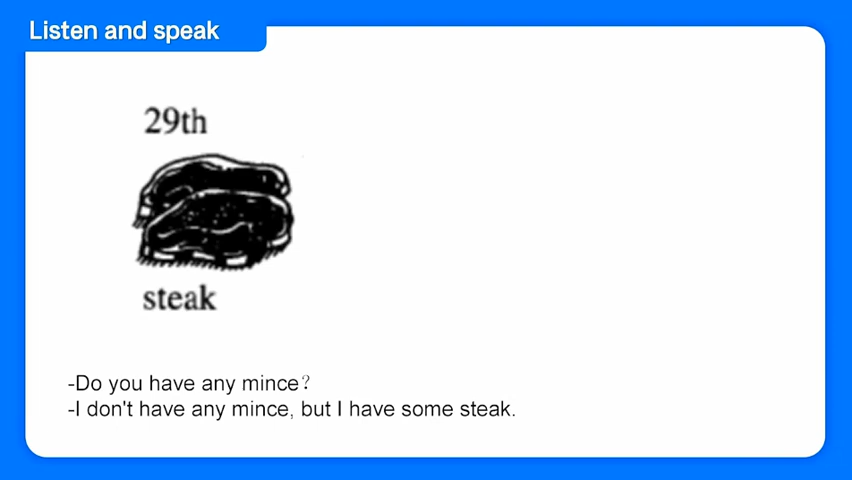 Listen and speak
29th
steak
-Do you have any mince?
-I don't have any mince, but I have some steak.